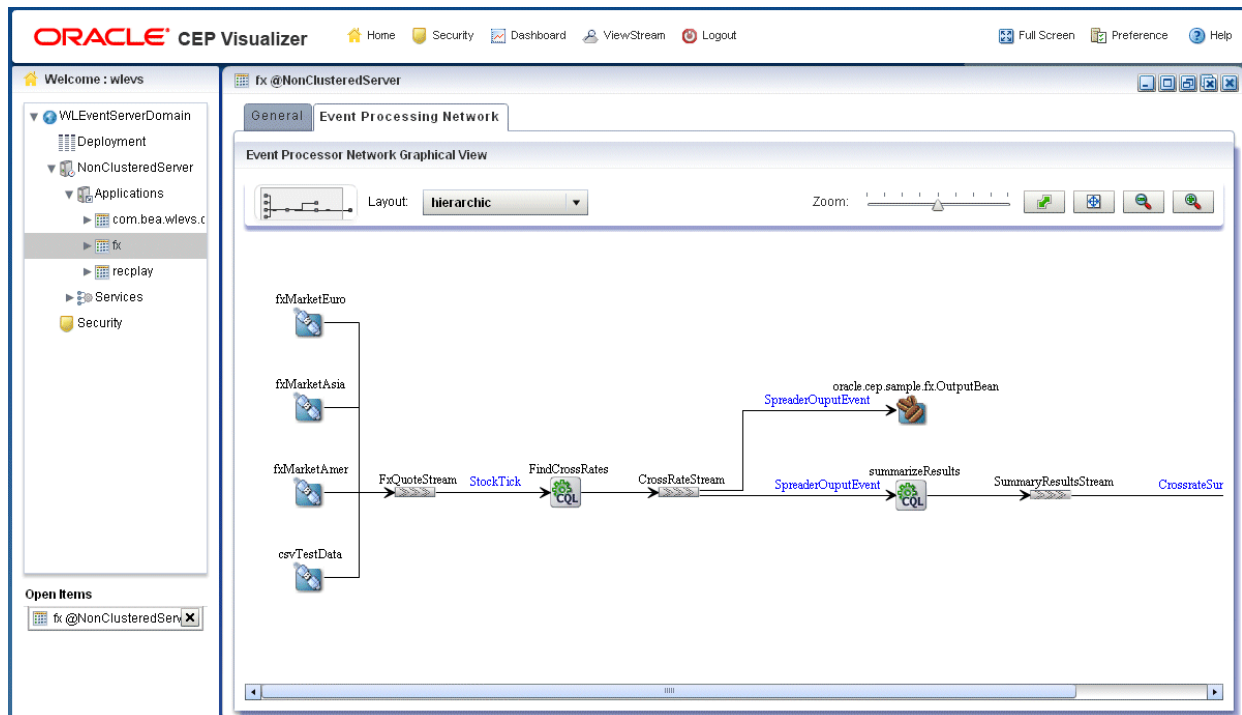 ORACLE CEP Visualizer
Home
Security
Dashboard
ViewStream
Logout
Full Screen
Preference
Help
Welcome : wlevs
WLEventServerDomain
Deployment
NonClusteredServer
Applications
com.bea.wlevs.c
fx
recplay
Services
Security
Open Items
fx @NonClusteredServ
fx @NonClusteredServer
General
Event Processing Network
Event Processor Network Graphical View
Layout:
hierarchic
Zoom:
fxMarketEuro
fxMarketAsia
oracle.cep.sample.fx.OutputBean
SpreaderOuputEvent
fxMarketAmer
FxQuoteStream
StockTick
FindCrossRates
CQL
CrossRateStream
SpreaderOuputEvent
summarizeResults
CQL
SummaryResultsStream
CrossrateSur
csvTestData